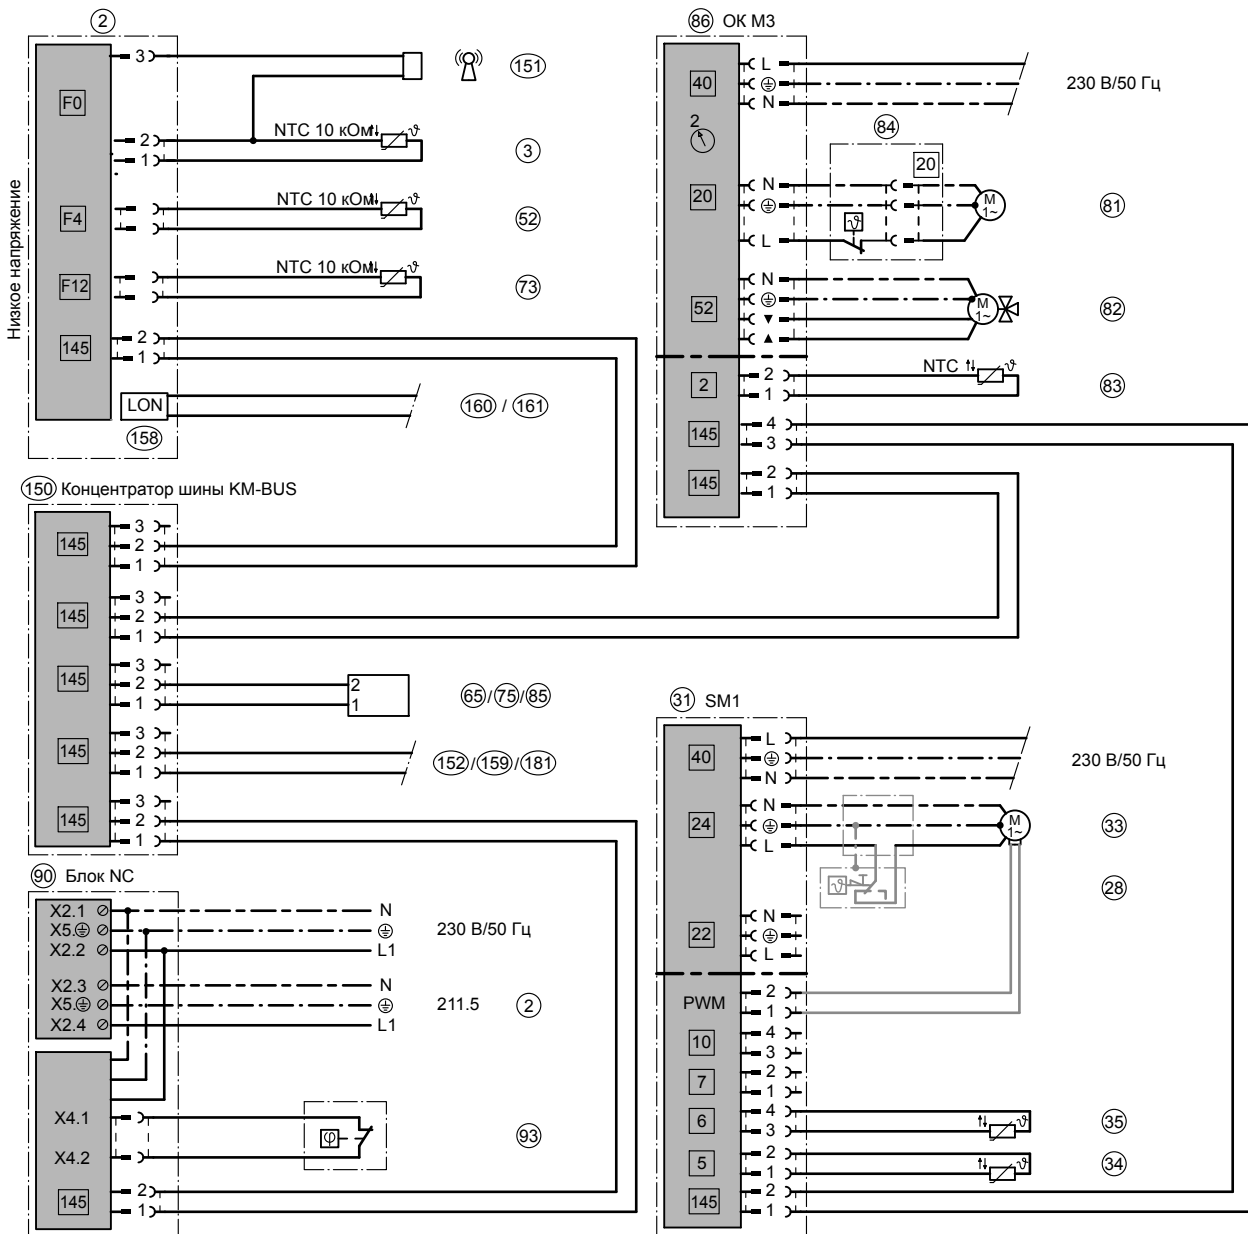 2
Низкое напряжение
F0
3
151
2
NTC 10 кОм
ϑ
1
3
F4
NTC 10 кОм
ϑ
52
F12
NTC 10 кОм
ϑ
73
145
2
1
LON
158
160 / 161
150 Концентратор шины KM-BUS
145
3
2
1
145
3
2
1
145
3
2
1
2
1
65/75/85
145
3
2
1
152/159/181
145
3
2
1
90 Блок NC
X2.1
N
X5.
230 В/50 Гц
X2.2
L1
X2.3
N
X5.
211.5
2
X2.4
L1
X4.1
φ
93
X4.2
145
2
1
86 ОК М3
40
L
N
230 В/50 Гц
2
84
20
20
N
L
ϑ
M
1~
81
52
N
▼
▲
M
1~
82
2
2
1
NTC
ϑ
83
145
4
3
145
2
1
31 SM1
40
L
N
230 В/50 Гц
24
N
L
M
1~
33
ϑ
28
22
N
L
PWM
2
1
10
4
3
7
2
1
6
4
3
ϑ
35
5
2
1
ϑ
34
145
2
1